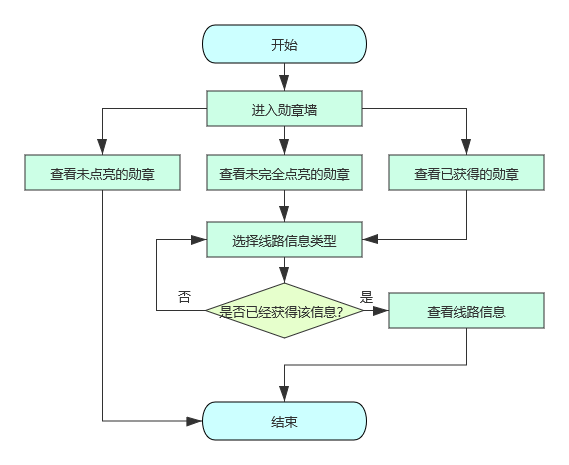 开始
进入勋章墙
查看未点亮的勋章
查看未完全点亮的勋章
查看已获得的勋章
选择线路信息类型
否
是
是否已经获得该信息?
查看线路信息
结束